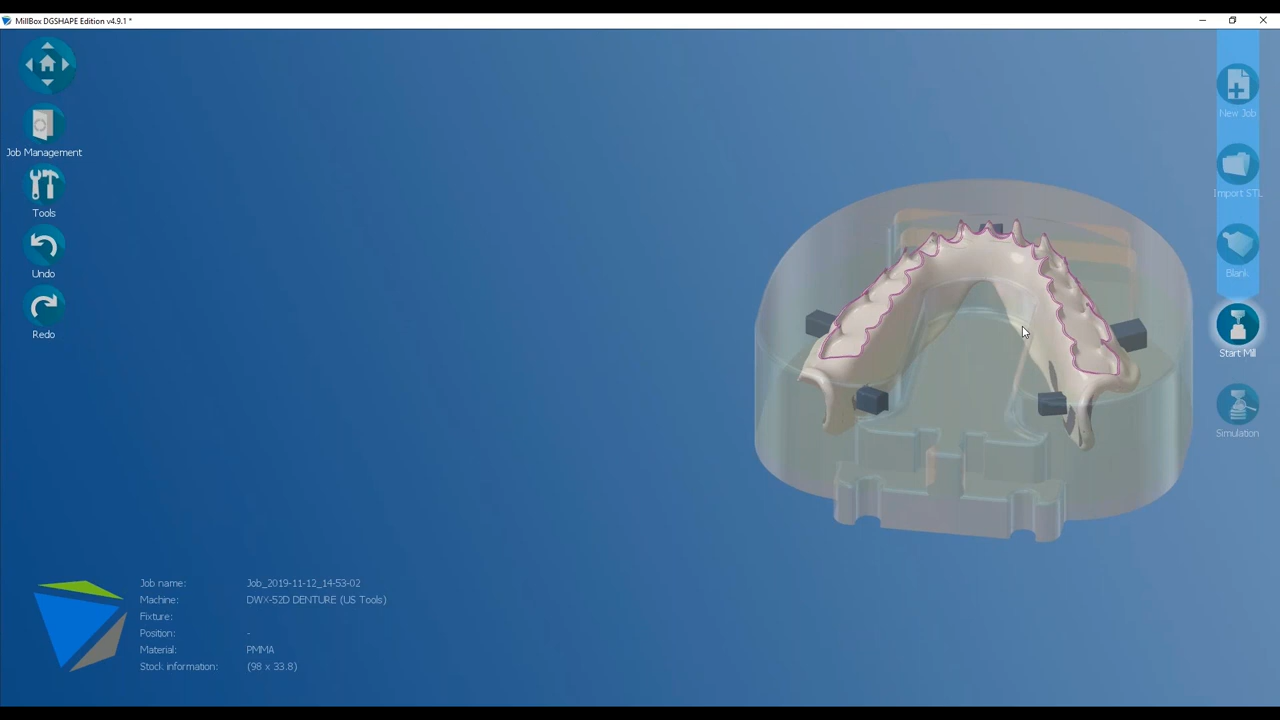 MillBox DGSHAPE Edition v4.9.1 *
Job Management
Tools
Undo
Redo
New Job
Import STL
Blank
Start Mill
Simulation
Job name: Job_2019-11-12_14-53-02
Machine: DWX-52D DENTURE (US Tools)
Fixture:
Position: -
Material: PMMA
Stock information: (98 x 33.8)